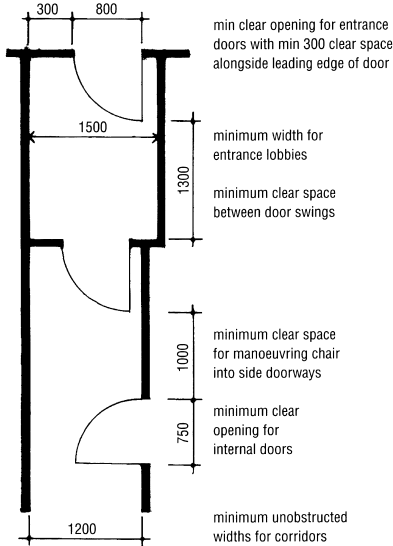 300
800
min clear opening for entrance
doors with min 300 clear space
alongside leading edge of door
1500
minimum width for
entrance lobbies
1300
minimum clear space
between door swings
1000
minimum clear space
for manoeuvring chair
into side doorways
750
minimum clear
opening for
internal doors
1200
minimum unobstructed
widths for corridors